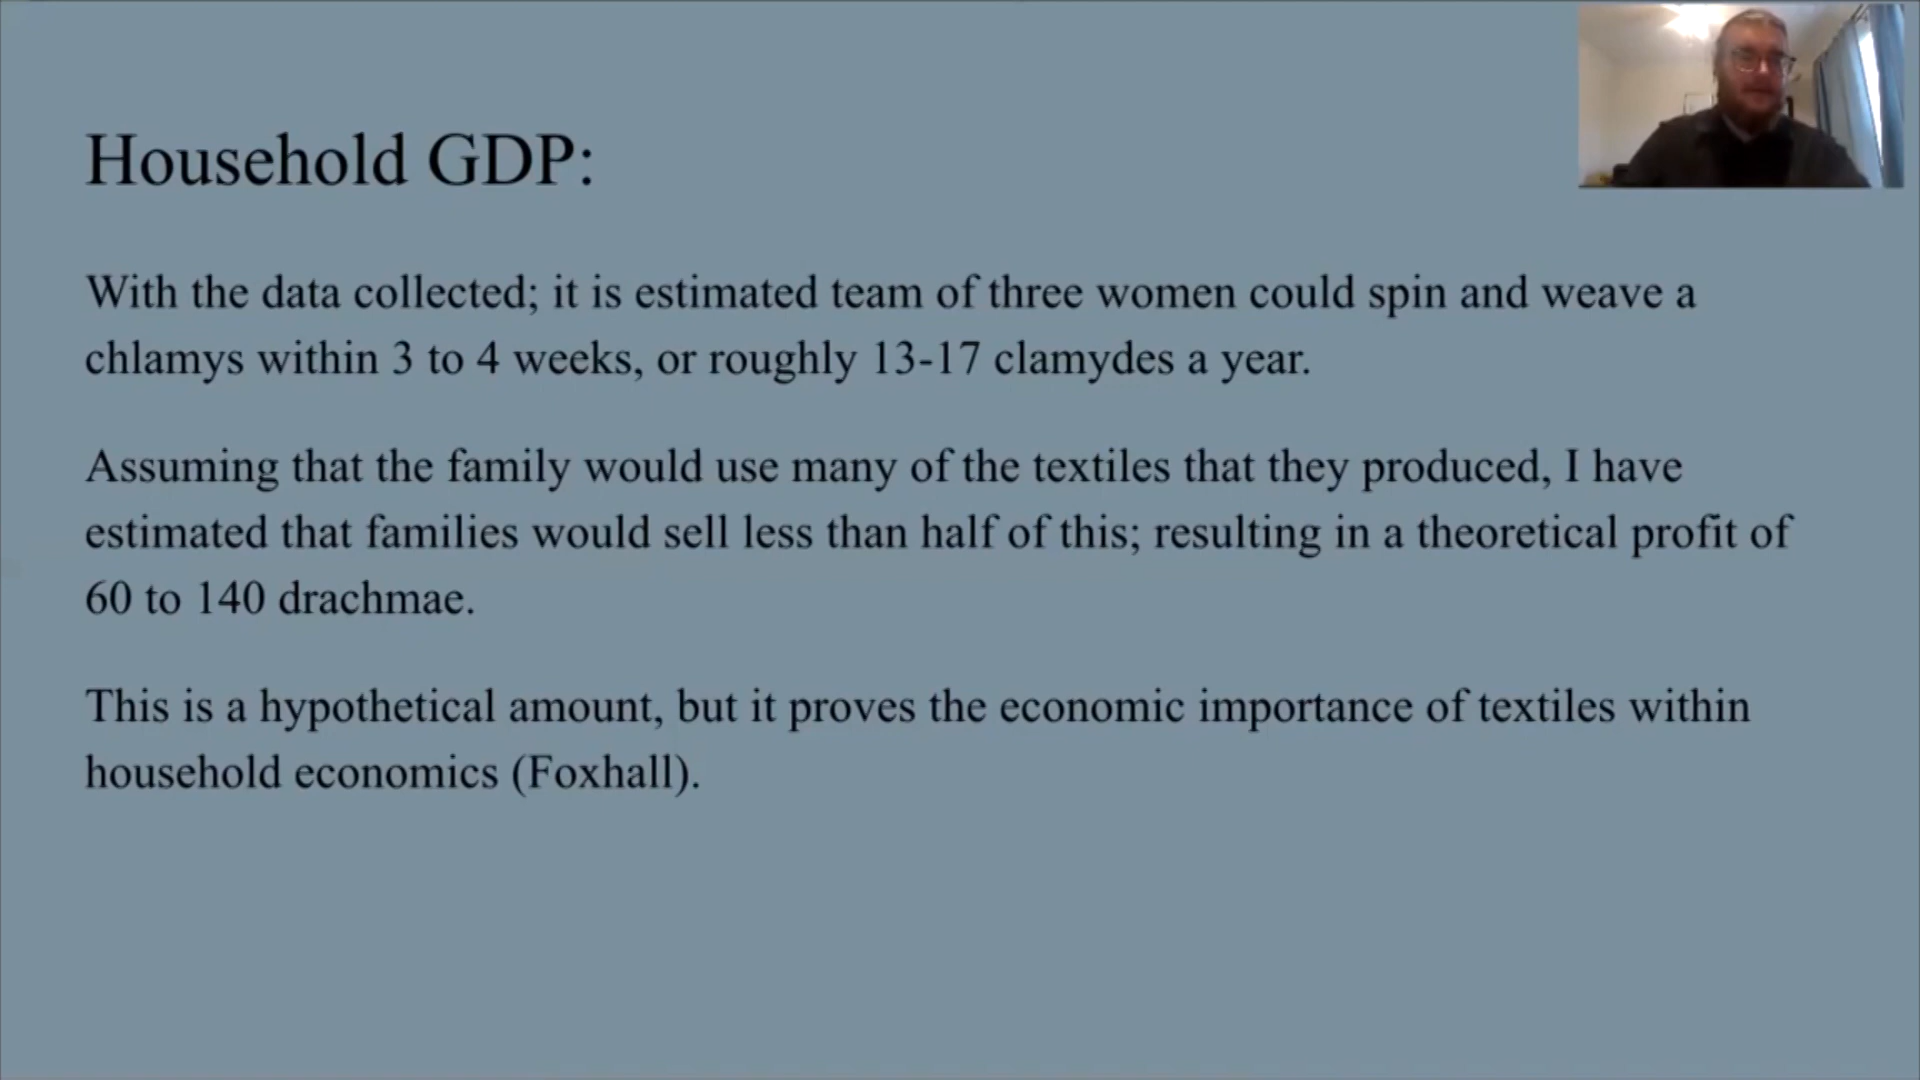 Household GDP:
With the data collected; it is estimated team of three women could spin and weave a
chlamys within 3 to 4 weeks, or roughly 13-17 clamydes a year.
Assuming that the family would use many of the textiles that they produced, I have
estimated that families would sell less than half of this; resulting in a theoretical profit of
60 to 140 drachmae.
This is a hypothetical amount, but it proves the economic importance of textiles within
household economics (Foxhall).